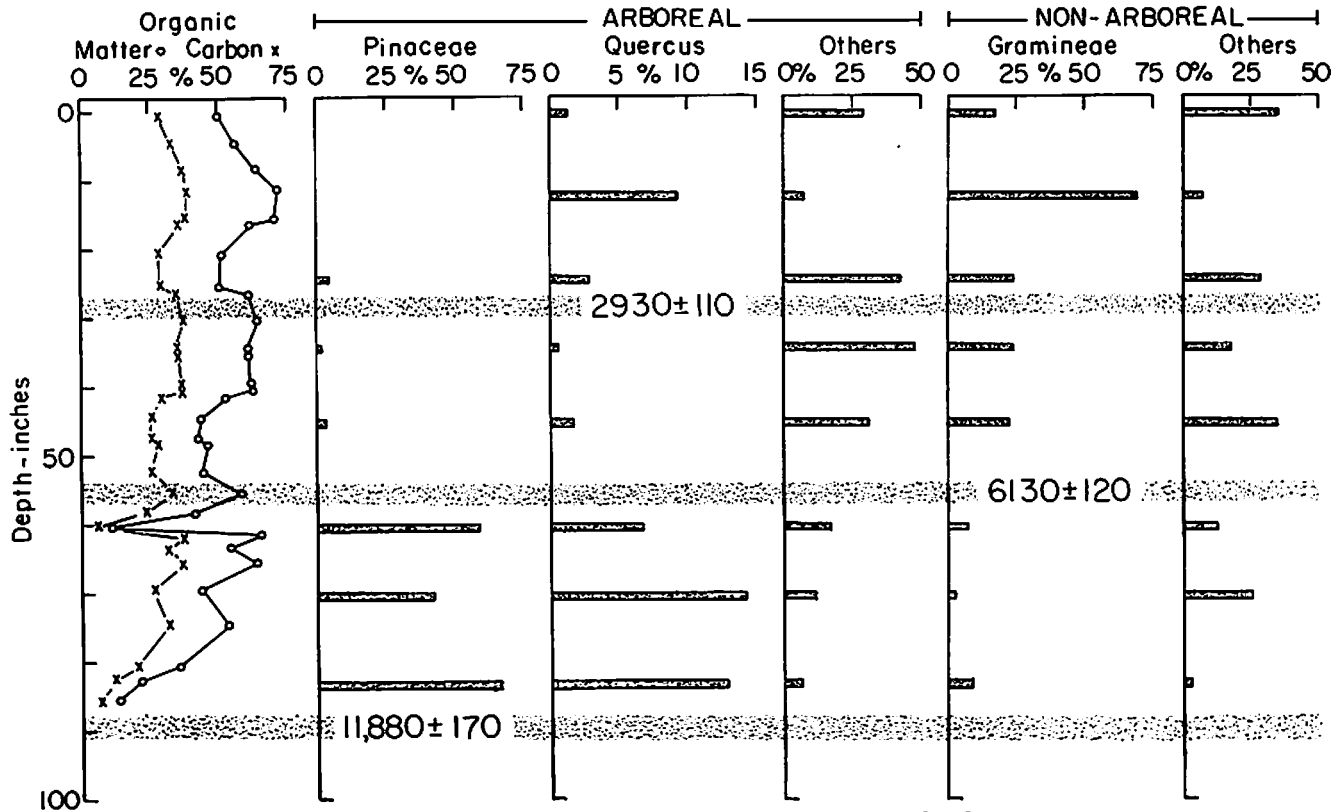 ARBOREAL NON-ARBOREAL
Organic
Matter Carbon x Pinaceae Quercus Others Gramineae Others
0 25 % 50 75 0 25 % 50 75 0 5 % 10 15 0% 25 50 0 25 % 50 75 0% 25 50
0
2930±110
Depth-inches
50
6130±120
11,880±170
100